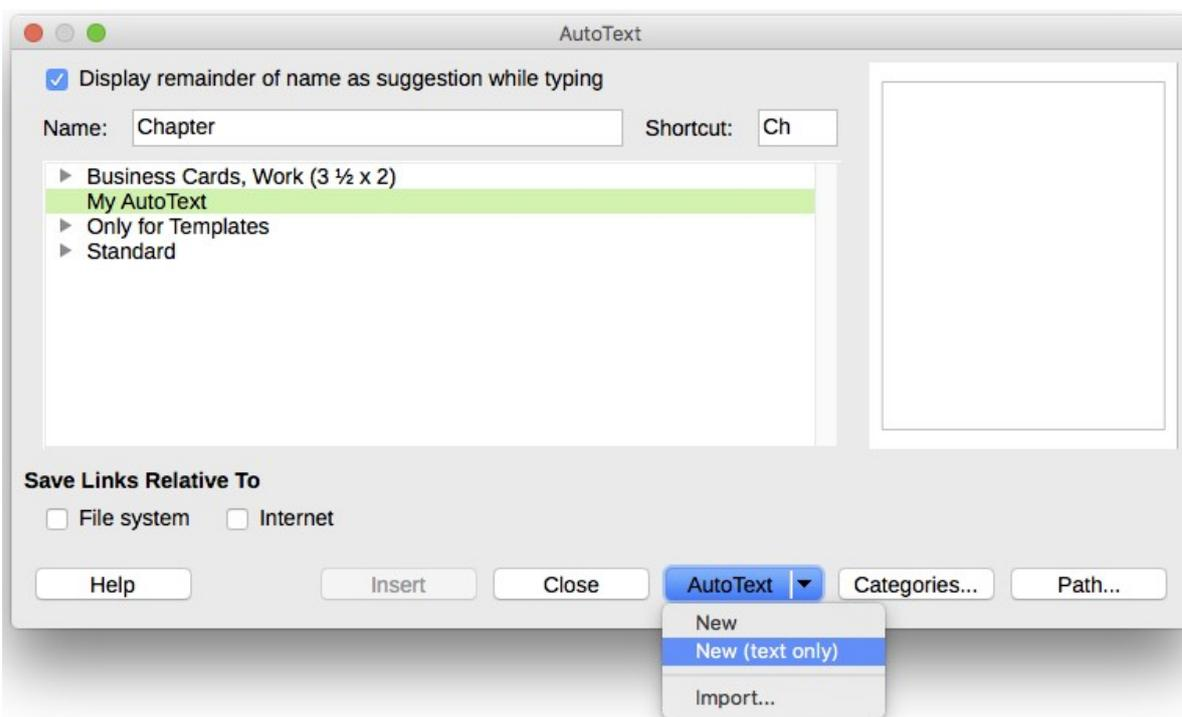 AutoText
Display remainder of name as suggestion while typing
Name: Chapter Shortcut: Ch
Business Cards, Work (3 ½ x 2)
My AutoText
Only for Templates
Standard
Save Links Relative To
File system Internet
Help Insert Close AutoText Categories... Path...
New
New (text only)
Import...